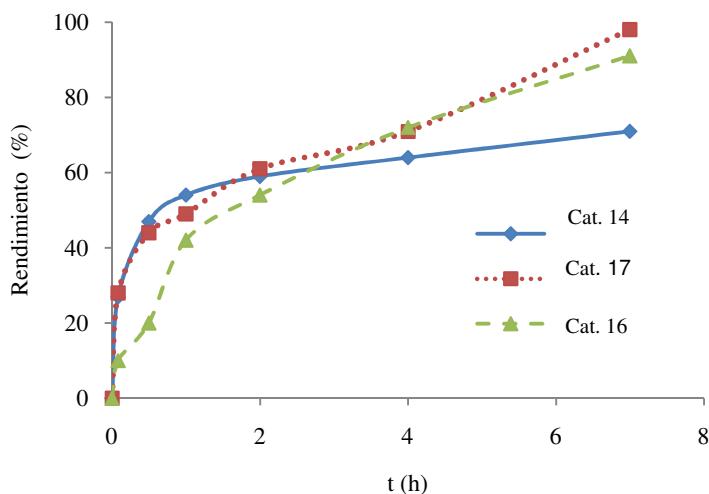 100
80
60
40
20
0
Rendimiento (%)
Cat. 14
Cat. 17
Cat. 16
0 2 4 6 8
t (h)